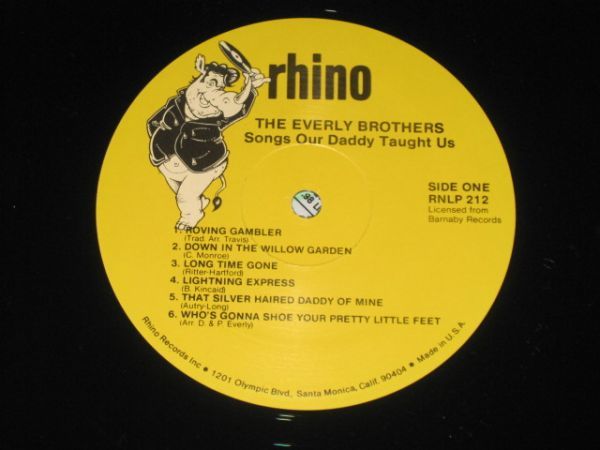 rhino
THE EVERLY BROTHERS
Songs Our Daddy Taught Us
SIDE ONE
RNLP 212
Licensed from
Barnaby Records
1. ROVING GAMBLER
(Trad. Arr. Travis)
2. DOWN IN THE WILLOW GARDEN
(C. Monroe)
3. LONG TIME GONE
(Ritter-Hartford)
4. LIGHTNING EXPRESS
(B. Kincaid)
5. THAT SILVER HAIRED DADDY OF MINE
(Autry-Long)
6. WHO'S GONNA SHOE YOUR PRETTY LITTLE FEET
(Arr. D. & P. Everly)
Rhino Records Inc • 1201 Olympic Blvd, Santa Monica, Calif. 90404 • Made in U.S.A.